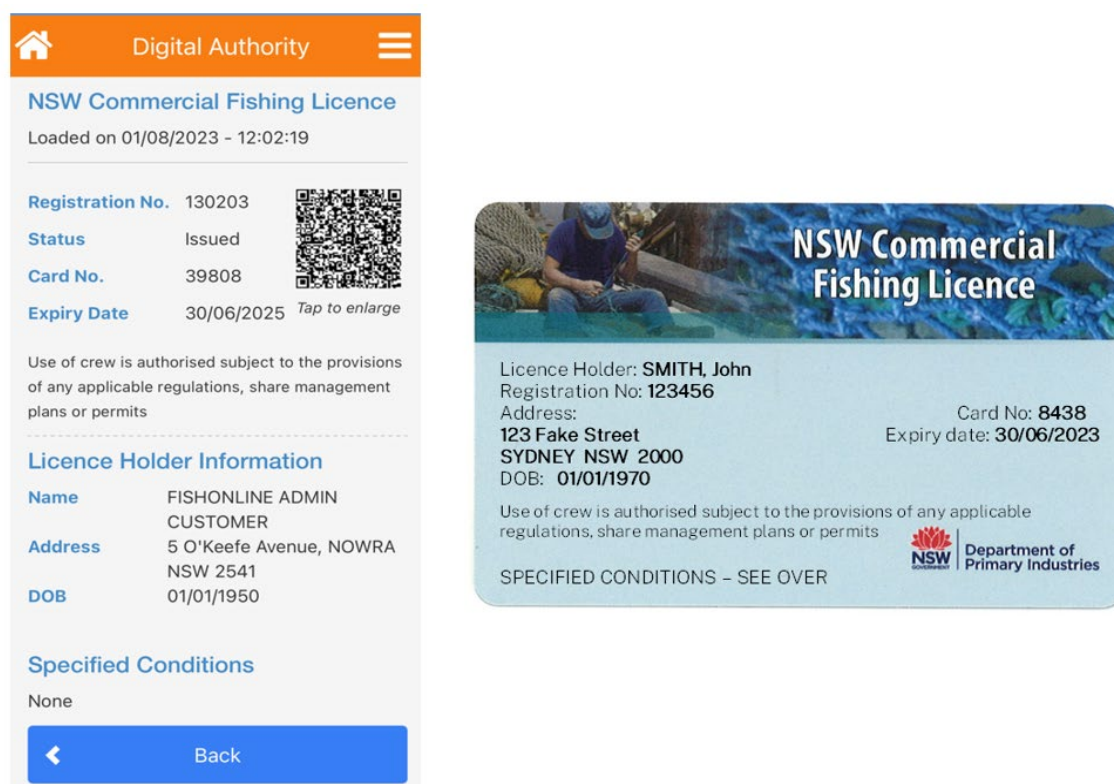 Digital Authority
NSW Commercial Fishing Licence
Loaded on 01/08/2023 - 12:02:19
Registration No. 130203
Status Issued
Card No. 39808
Expiry Date 30/06/2025
Tap to enlarge
Use of crew is authorised subject to the provisions
of any applicable regulations, share management
plans or permits
Licence Holder Information
Name FISHONLINE ADMIN
CUSTOMER
Address 5 O'Keefe Avenue, NOWRA
NSW 2541
DOB 01/01/1950
Specified Conditions
None
Back
NSW Commercial
Fishing Licence
Licence Holder: SMITH, John
Registration No: 123456
Address:
123 Fake Street
SYDNEY NSW 2000
DOB: 01/01/1970
Card No: 8438
Expiry date: 30/06/2023
Use of crew is authorised subject to the provisions of any applicable
regulations, share management plans or permits
SPECIFIED CONDITIONS – SEE OVER
NSW
GOVERNMENT
Department of
Primary Industries